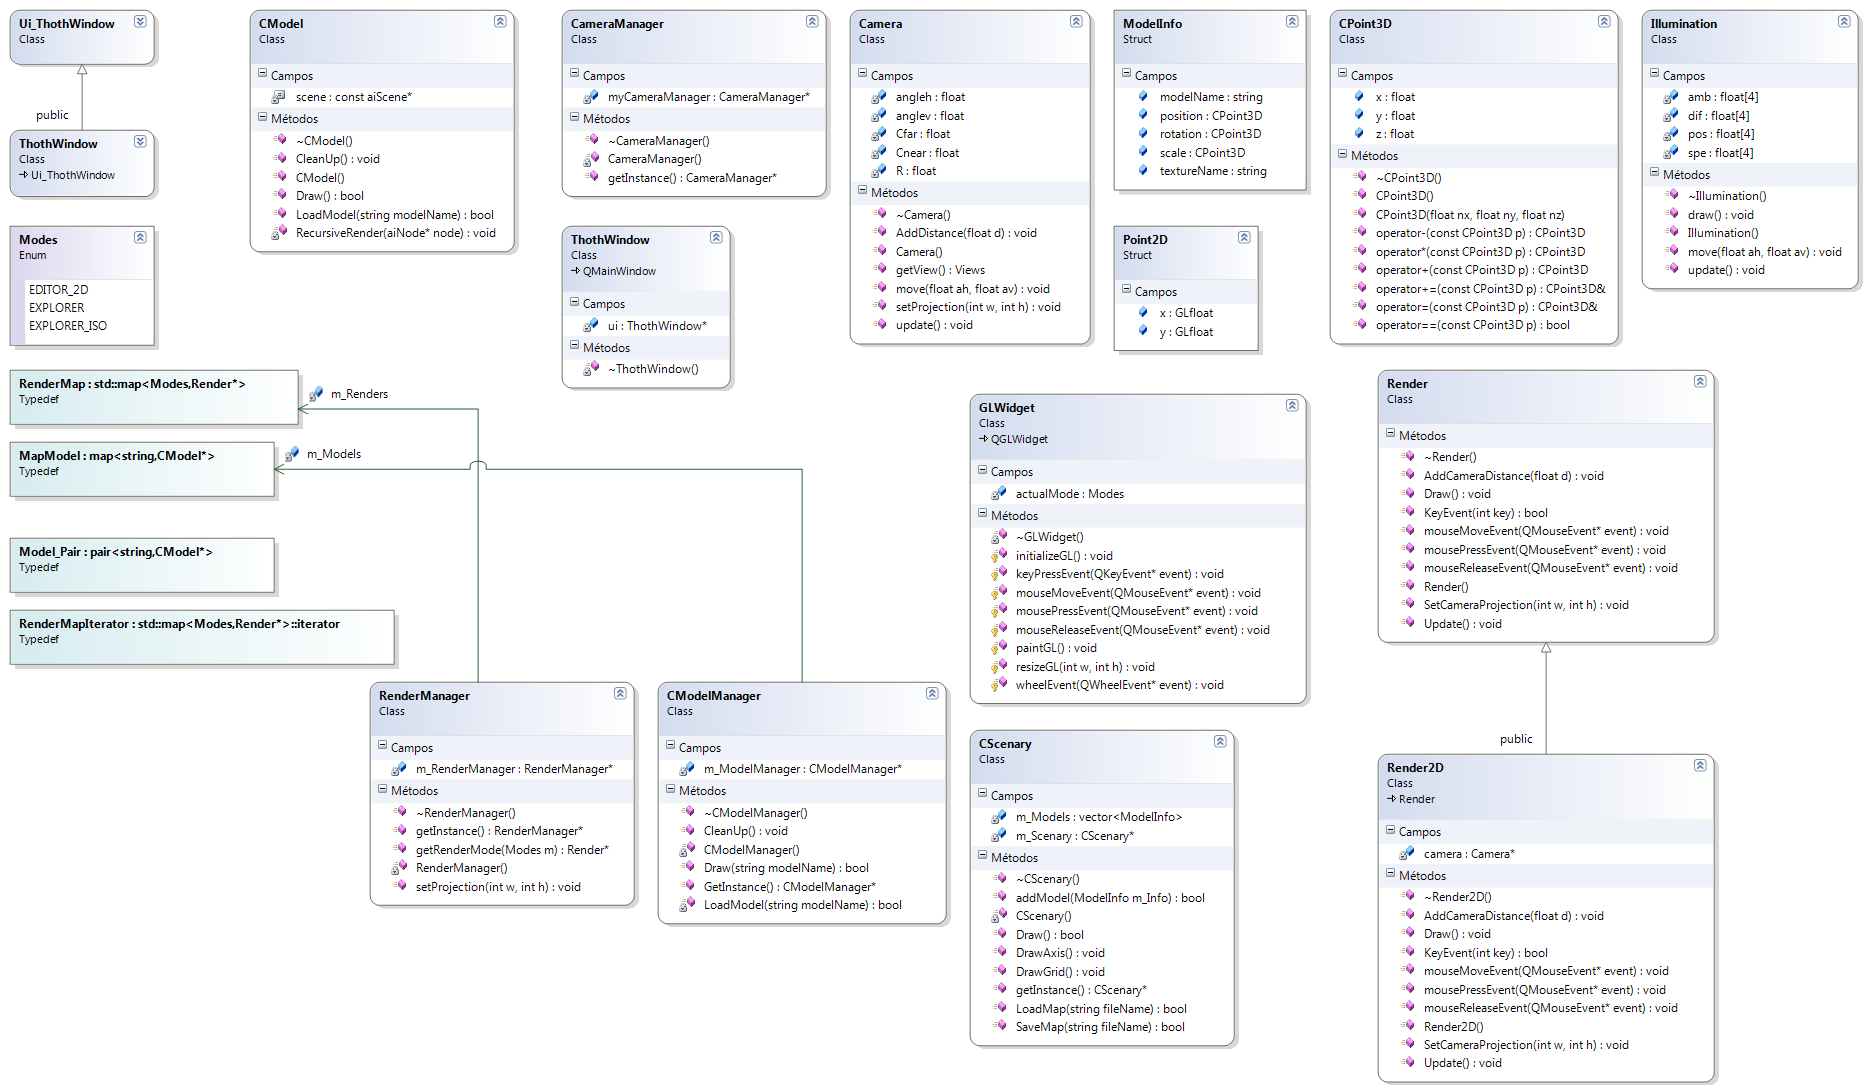 Ui_ThothWindow
Class
public
ThothWindow
Class
Ui_ThothWindow
Modes
Enum
EDITOR_2D
EXPLORER
EXPLORER_ISO
CModel
Class
Campos
scene : const aiScene*
Métodos
~CModel()
CleanUp() : void
CModel()
Draw() : bool
LoadModel(string modelName) : bool
RecursiveRender(aiNode* node) : void
CameraManager
Class
Campos
myCameraManager : CameraManager*
Métodos
~CameraManager()
CameraManager()
getInstance() : CameraManager*
ThothWindow
Class
QMainWindow
Campos
ui : ThothWindow*
Métodos
~ThothWindow()
Camera
Class
Campos
angleh : float
anglev : float
Cfar : float
Cnear : float
R : float
Métodos
~Camera()
AddDistance(float d) : void
Camera()
getView() : Views
move(float ah, float av) : void
setProjection(int w, int h) : void
update() : void
ModelInfo
Struct
Campos
modelName : string
position : CPoint3D
rotation : CPoint3D
scale : CPoint3D
textureName : string
Point2D
Struct
Campos
x : GLfloat
y : GLfloat
CPoint3D
Class
Campos
x : float
y : float
z : float
Métodos
~CPoint3D()
CPoint3D()
CPoint3D(float nx, float ny, float nz)
operator-(const CPoint3D p) : CPoint3D
operator*(const CPoint3D p) : CPoint3D
operator+(const CPoint3D p) : CPoint3D
operator+=(const CPoint3D p) : CPoint3D&
operator=(const CPoint3D p) : CPoint3D&
operator==(const CPoint3D p) : bool
Illumination
Class
Campos
amb : float[4]
dif : float[4]
pos : float[4]
spe : float[4]
Métodos
~Illumination()
draw() : void
Illumination()
move(float ah, float av) : void
update() : void
RenderMap : std::map<Modes,Render*>
Typedef
m_Renders
MapModel : map<string,CModel*>
Typedef
m_Models
Model_Pair : pair<string,CModel*>
Typedef
RenderMapIterator : std::map<Modes,Render*>::iterator
Typedef
RenderManager
Class
Campos
m_RenderManager : RenderManager*
Métodos
~RenderManager()
getInstance() : RenderManager*
getRenderMode(Modes m) : Render*
RenderManager()
setProjection(int w, int h) : void
CModelManager
Class
Campos
m_ModelManager : CModelManager*
Métodos
~CModelManager()
CleanUp() : void
CModelManager()
Draw(string modelName) : bool
GetInstance() : CModelManager*
LoadModel(string modelName) : bool
GLWidget
Class
QGLWidget
Campos
actualMode : Modes
Métodos
~GLWidget()
initializeGL() : void
keyPressEvent(QKeyEvent* event) : void
mouseMoveEvent(QMouseEvent* event) : void
mousePressEvent(QMouseEvent* event) : void
mouseReleaseEvent(QMouseEvent* event) : void
paintGL() : void
resizeGL(int w, int h) : void
wheelEvent(QWheelEvent* event) : void
CScenary
Class
Campos
m_Models : vector<ModelInfo>
m_Scenary : CScenary*
Métodos
~CScenary()
addModel(ModelInfo m_Info) : bool
CScenary()
Draw() : bool
DrawAxis() : void
DrawGrid() : void
getInstance() : CScenary*
LoadMap(string fileName) : bool
SaveMap(string fileName) : bool
Render
Class
Métodos
~Render()
AddCameraDistance(float d) : void
Draw() : void
KeyEvent(int key) : bool
mouseMoveEvent(QMouseEvent* event) : void
mousePressEvent(QMouseEvent* event) : void
mouseReleaseEvent(QMouseEvent* event) : void
Render()
SetCameraProjection(int w, int h) : void
Update() : void
public
Render2D
Class
Render
Campos
camera : Camera*
Métodos
~Render2D()
AddCameraDistance(float d) : void
Draw() : void
KeyEvent(int key) : bool
mouseMoveEvent(QMouseEvent* event) : void
mousePressEvent(QMouseEvent* event) : void
mouseReleaseEvent(QMouseEvent* event) : void
Render2D()
SetCameraProjection(int w, int h) : void
Update() : void